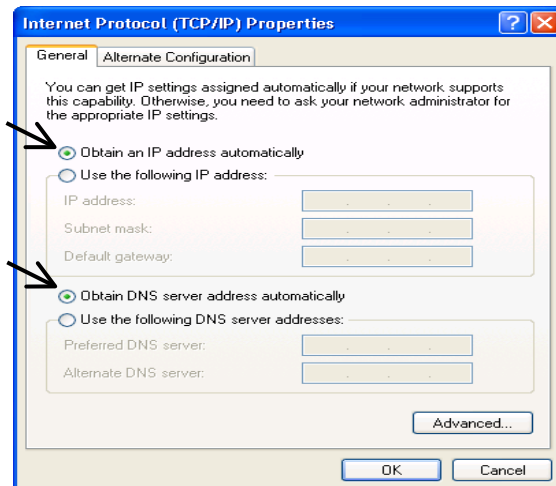 Internet Protocol (TCP/IP) Properties
General
Alternate Configuration
You can get IP settings assigned automatically if your network supports
this capability. Otherwise, you need to ask your network administrator for
the appropriate IP settings.
Obtain an IP address automatically
Use the following IP address:
IP address:
Subnet mask:
Default gateway:
Obtain DNS server address automatically
Use the following DNS server addresses:
Preferred DNS server:
Alternate DNS server:
Advanced...
OK
Cancel